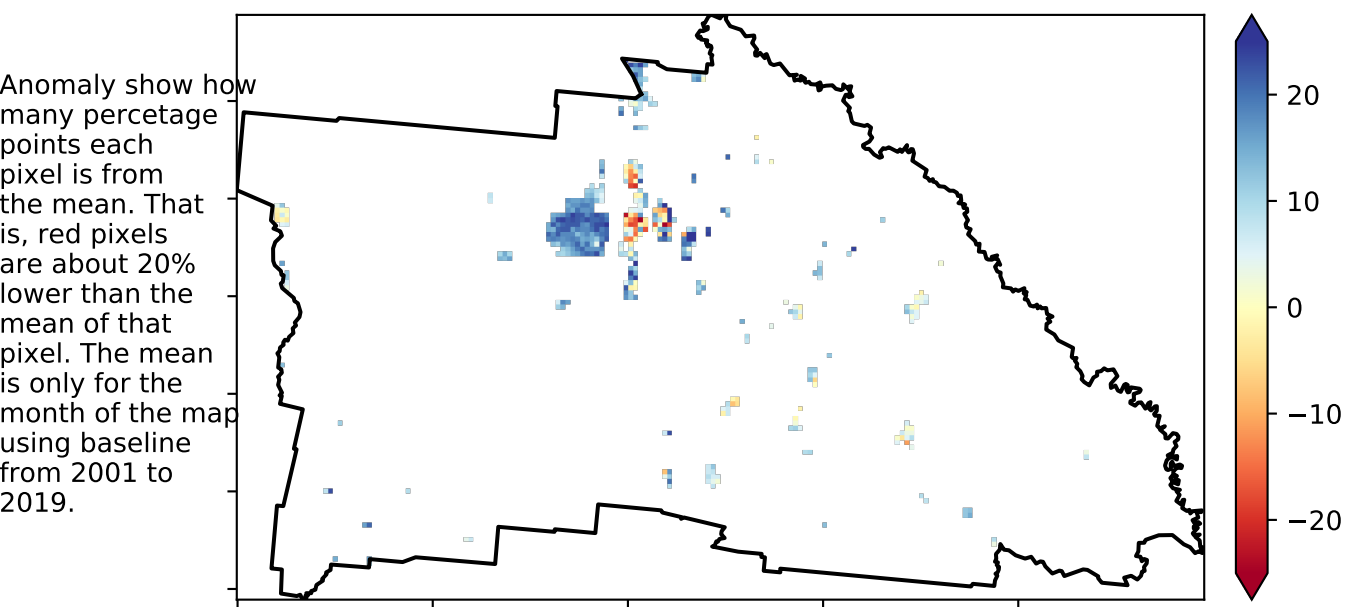 Anomaly show how
many percetage
points each
pixel is from
the mean. That
is, red pixels
are about 20%
lower than the
mean of that
pixel. The mean
is only for the
month of the map
using baseline
from 2001 to
2019.
20
10
0
−10
−20